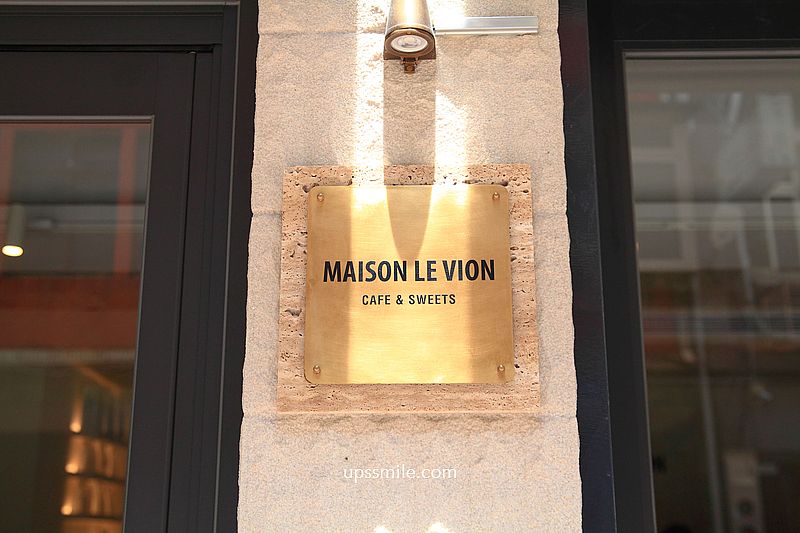 MAISON LE VION
CAFE & SWEETS
upssmile.com